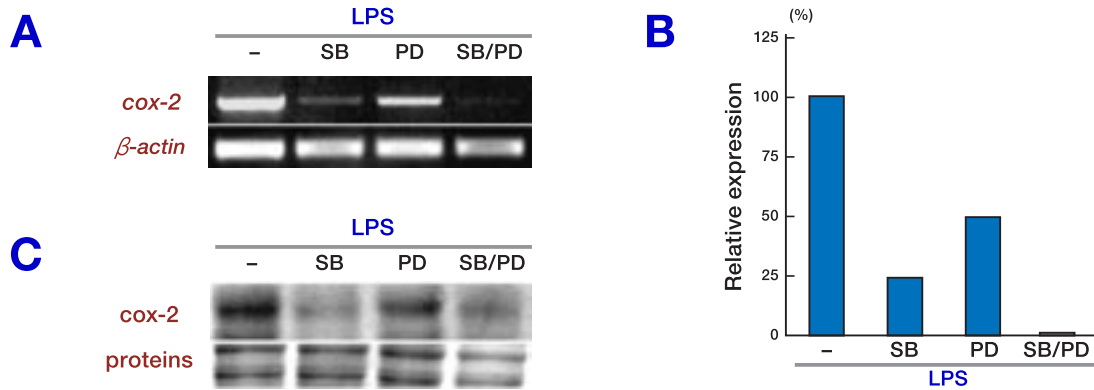 A
LPS
– SB PD SB/PD
cox-2
β-actin
B
(%)
125
100
75
50
25
0
Relative expression
– SB PD SB/PD
LPS
C
LPS
– SB PD SB/PD
cox-2
proteins